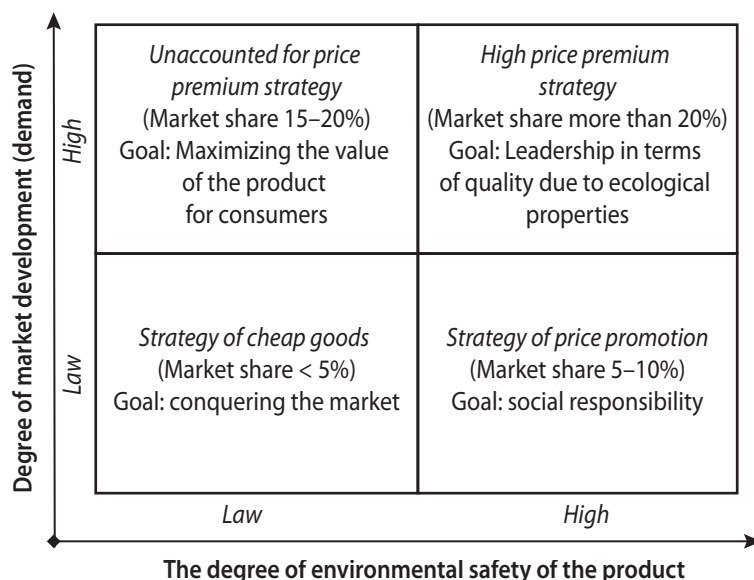 Degree of market development (demand)
High
Unaccounted for price
premium strategy
(Market share 15–20%)
Goal: Maximizing the value
of the product
for consumers
High price premium
strategy
(Market share more than 20%)
Goal: Leadership in terms
of quality due to ecological
properties
Law
Strategy of cheap goods
(Market share < 5%)
Goal: conquering the market
Strategy of price promotion
(Market share 5–10%)
Goal: social responsibility
Law
High
The degree of environmental safety of the product